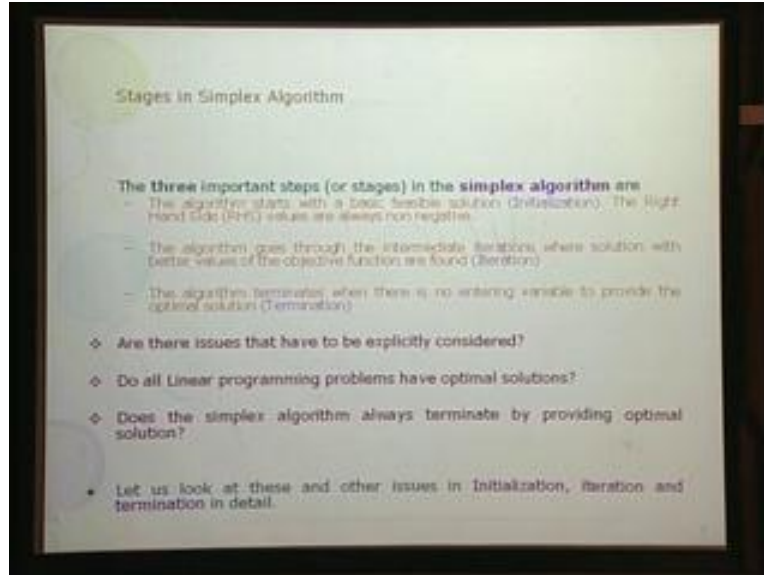 Stages in Simplex Algorithm
The three important steps (or stages) in the simplex algorithm are
– The algorithm starts with a basic feasible solution (Initialization). The Right
Hand Side (RHS) values are always non negative.
– The algorithm goes through the intermediate iterations where solution with
better values of the objective function are found (Iteration)
– The algorithm terminates when there is no entering variable to provide the
optimal solution (Termination)
❖ Are there issues that have to be explicitly considered?
❖ Do all Linear programming problems have optimal solutions?
❖ Does the simplex algorithm always terminate by providing optimal
solution?
• Let us look at these and other issues in Initialization, iteration and
termination in detail.